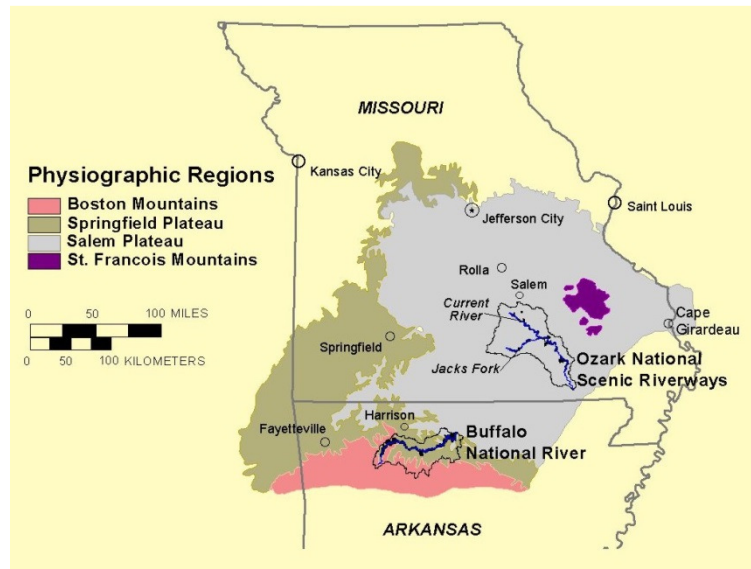 MISSOURI
Kansas City
Physiographic Regions
Boston Mountains
Springfield Plateau
Salem Plateau
St. Francois Mountains
Saint Louis
Jefferson City
Rolla
Salem
Current
River
Cape
Girardeau
0 50 100 MILES
0 50 100 KILOMETERS
Springfield
Jacks Fork
Ozark National
Scenic Riverways
Harrison
Fayetteville
Buffalo
National River
ARKANSAS